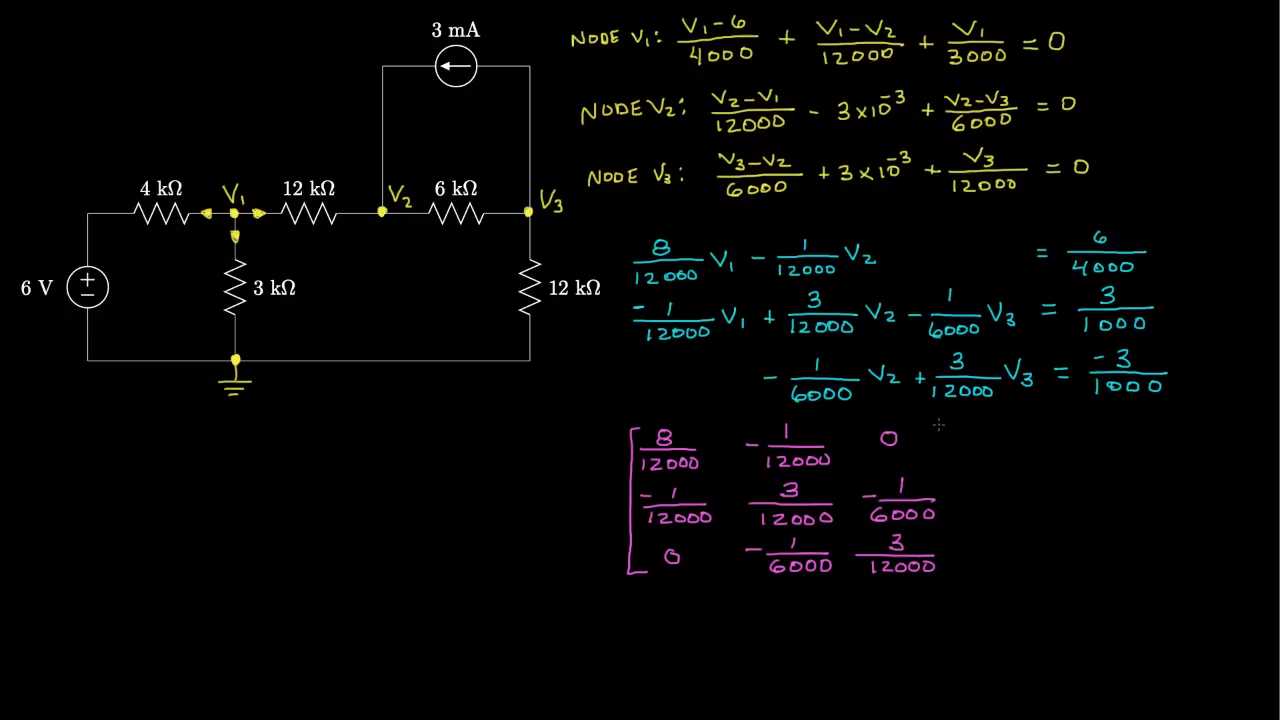 3 mA
4 kΩ V₁ 12 kΩ V₂ 6 kΩ V₃
6 V + − 3 kΩ 12 kΩ
NODE V₁: (V₁−6)/4000 + (V₁−V₂)/12000 + V₁/3000 = 0
NODE V₂: (V₂−V₁)/12000 − 3×10⁻³ + (V₂−V₃)/6000 = 0
NODE V₃: (V₃−V₂)/6000 + 3×10⁻³ + V₃/12000 = 0
8/12000 V₁ − 1/12000 V₂ = 6/4000
−1/12000 V₁ + 3/12000 V₂ − 1/6000 V₃ = 3/1000
− 1/6000 V₂ + 3/12000 V₃ = −3/1000
[ 8/12000 −1/12000 0
−1/12000 3/12000 −1/6000
0 −1/6000 3/12000